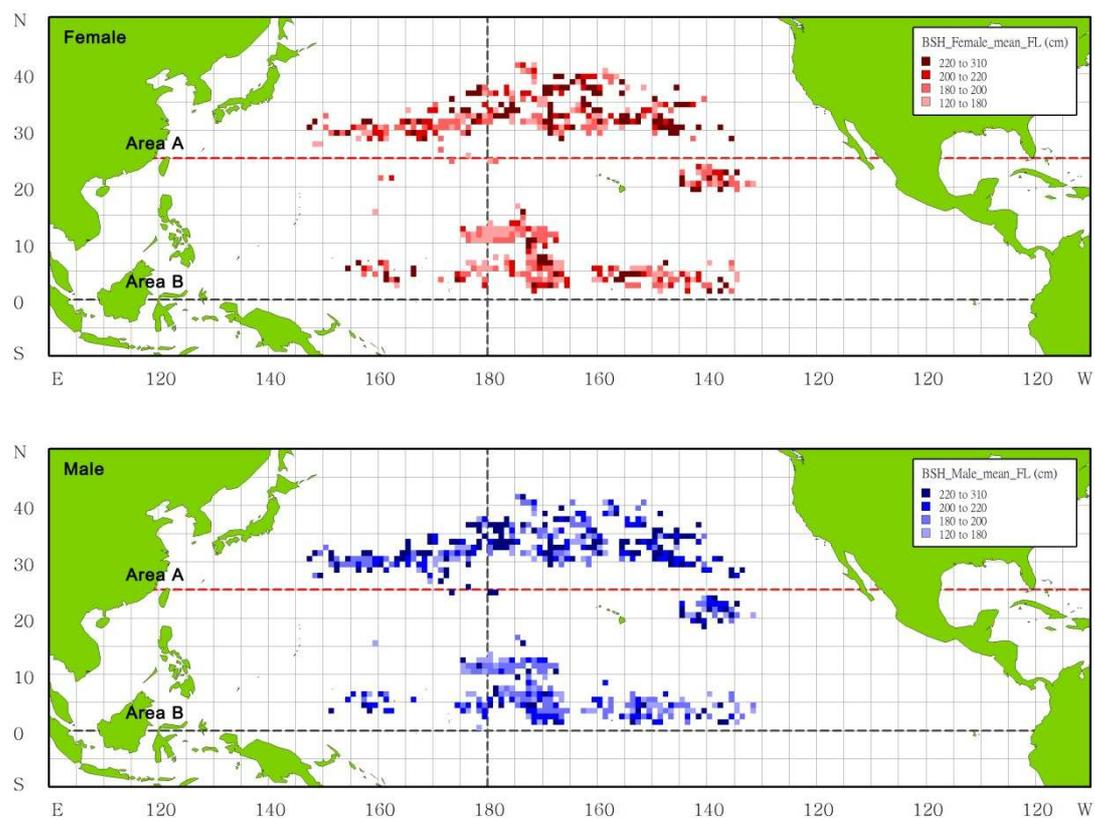 N
Female
BSH_Female_mean_FL (cm)
220 to 310
200 to 220
180 to 200
120 to 180
40
30
Area A
20
10
Area B
0
S
E 120 140 160 180 160 140 120 120 120 W
N
Male
BSH_Male_mean_FL (cm)
220 to 310
200 to 220
180 to 200
120 to 180
40
30
Area A
20
10
Area B
0
S
E 120 140 160 180 160 140 120 120 120 W